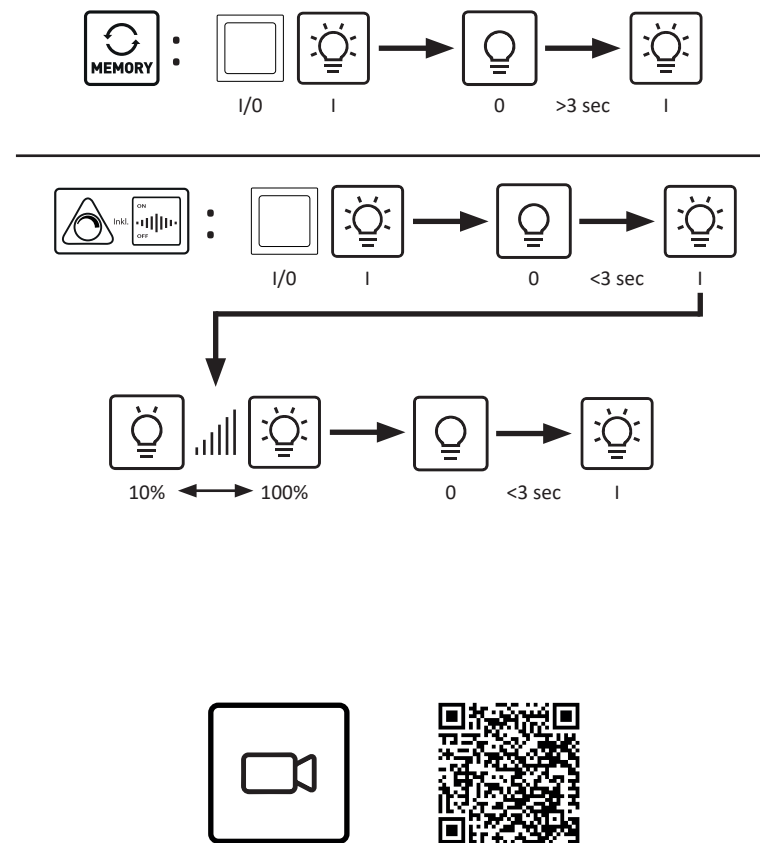 MEMORY :
I/0 I 0 >3 sec I
Inkl. ON OFF :
I/0 I 0 <3 sec I
10% 100% 0 <3 sec I